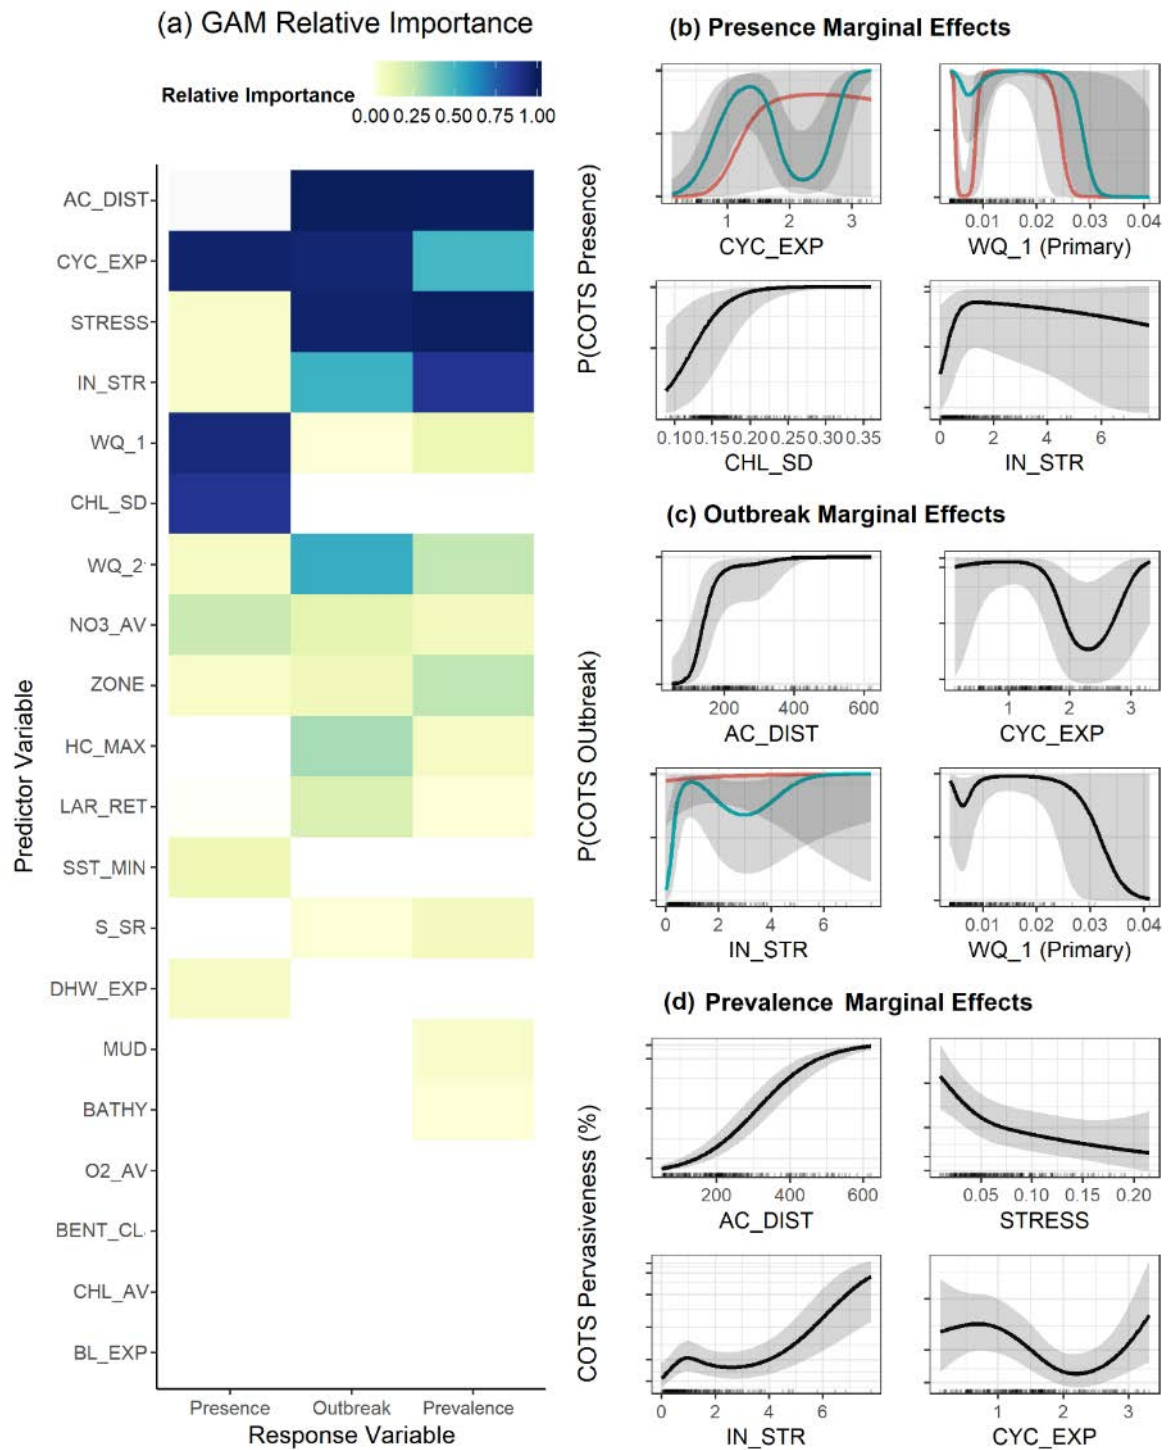 (a) GAM Relative Importance
Relative Importance
0.00 0.25 0.50 0.75 1.00
Predictor Variable
AC_DIST
CYC_EXP
STRESS
IN_STR
WQ_1
CHL_SD
WQ_2
NO3_AV
ZONE
HC_MAX
LAR_RET
SST_MIN
S_SR
DHW_EXP
MUD
BATHY
O2_AV
BENT_CL
CHL_AV
BL_EXP
Presence Outbreak Prevalence
Response Variable
(b) Presence Marginal Effects
P(COTS Presence)
1 2 3
CYC_EXP
0.01 0.02 0.03 0.04
WQ_1 (Primary)
0.10 0.15 0.20 0.25 0.30 0.35
CHL_SD
0 2 4 6
IN_STR
(c) Outbreak Marginal Effects
P(COTS Outbreak)
200 400 600
AC_DIST
1 2 3
CYC_EXP
0 2 4 6
IN_STR
0.01 0.02 0.03 0.04
WQ_1 (Primary)
(d) Prevalence Marginal Effects
COTS Pervasiveness (%)
200 400 600
AC_DIST
0.05 0.10 0.15 0.20
STRESS
0 2 4 6
IN_STR
1 2 3
CYC_EXP